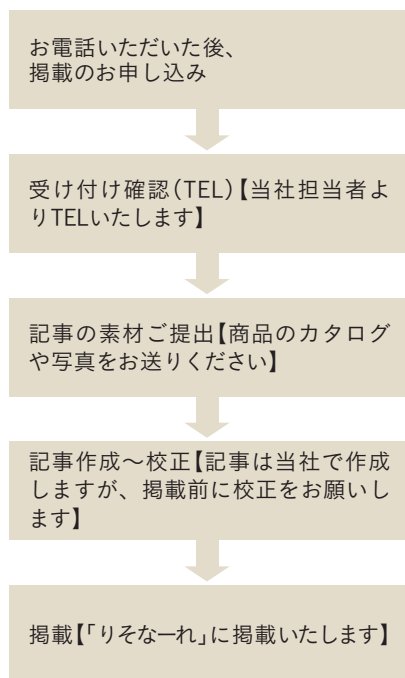 お電話いただいた後、
掲載のお申し込み
受け付け確認（TEL）【当社担当者よ
りTELいたします】
記事の素材ご提出【商品のカタログ
や写真をお送りください】
記事作成～校正【記事は当社で作成
しますが、掲載前に校正をお願いし
ます】
掲載【「りそなーれ」に掲載いたします】